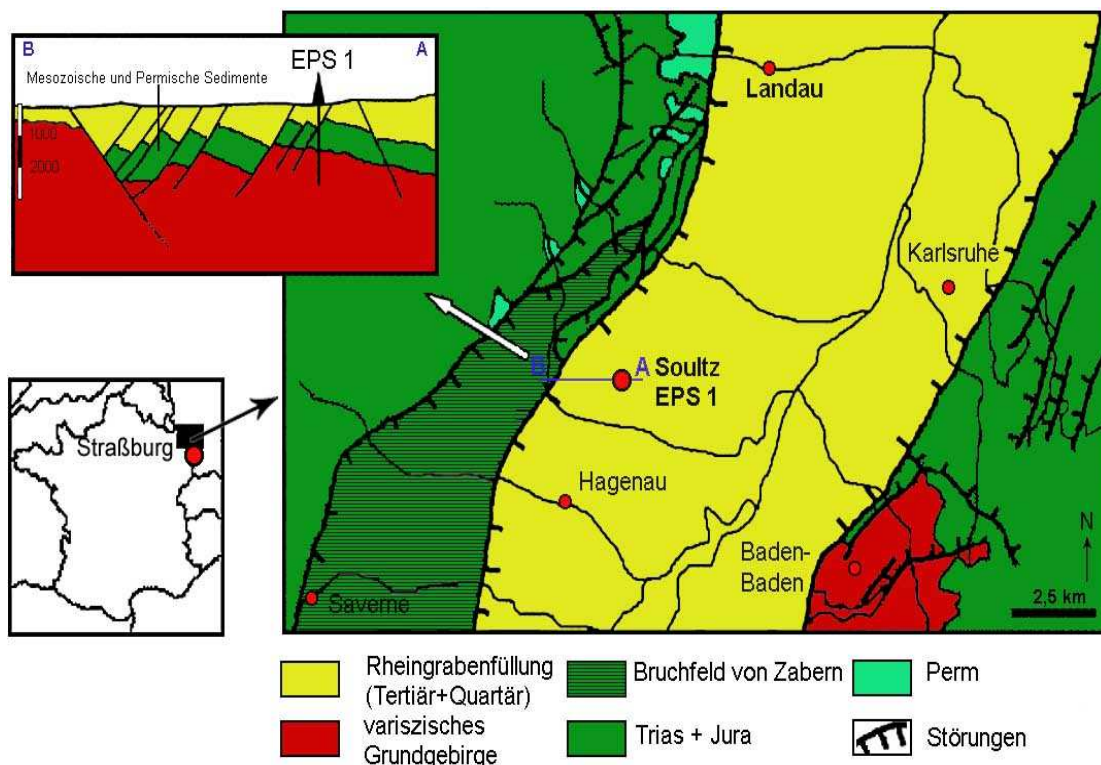 B
A
EPS 1
Mesozoische und Permische Sedimente
1000
2000
Landau
Karlsruhe
B
A Soultz
EPS 1
Straßburg
Hagenau
Baden-
Baden
N
Saverne
2,5 km
Rheingrabenfüllung
(Tertiär+Quartär)
Bruchfeld von Zabern
Perm
variszisches
Grundgebirge
Trias + Jura
Störungen